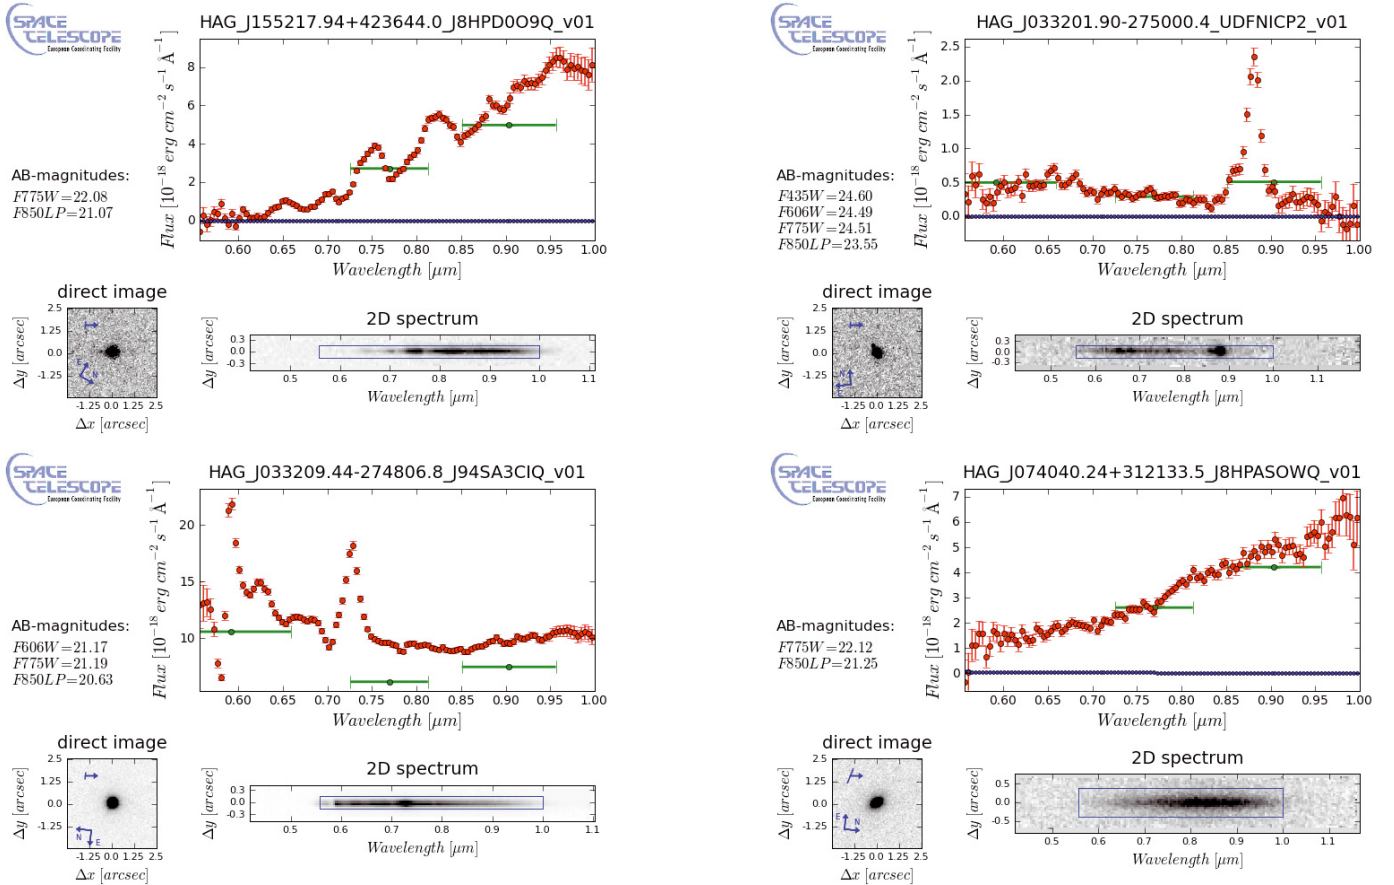 SPACE
TELESCOPE
European Coordinating Facility
HAG_J155217.94+423644.0_J8HPD0O9Q_v01
Flux [10−18 erg cm−2 s−1 Å−1]
8
6
4
2
0
0.60 0.65 0.70 0.75 0.80 0.85 0.90 0.95 1.00
Wavelength [μm]
AB-magnitudes:
F775W=22.08
F850LP=21.07
direct image
Δy [arcsec]
2.5
1.25
0.0
-1.25
E
N
-1.25 0.0 1.25 2.5
Δx [arcsec]
2D spectrum
Δy [arcsec]
0.3
0.0
-0.3
0.5 0.6 0.7 0.8 0.9 1.0 1.1
Wavelength [μm]
SPACE
TELESCOPE
European Coordinating Facility
HAG_J033201.90-275000.4_UDFNICP2_v01
Flux [10−18 erg cm−2 s−1 Å−1]
2.5
2.0
1.5
1.0
0.5
0.0
0.60 0.65 0.70 0.75 0.80 0.85 0.90 0.95 1.00
Wavelength [μm]
AB-magnitudes:
F435W=24.60
F606W=24.49
F775W=24.51
F850LP=23.55
direct image
Δy [arcsec]
2.5
1.25
0.0
-1.25
N
E
-1.25 0.0 1.25 2.5
Δx [arcsec]
2D spectrum
Δy [arcsec]
0.3
0.0
-0.3
0.5 0.6 0.7 0.8 0.9 1.0 1.1
Wavelength [μm]
SPACE
TELESCOPE
European Coordinating Facility
HAG_J033209.44-274806.8_J94SA3CIQ_v01
Flux [10−18 erg cm−2 s−1 Å−1]
20
15
10
0.60 0.65 0.70 0.75 0.80 0.85 0.90 0.95 1.00
Wavelength [μm]
AB-magnitudes:
F606W=21.17
F775W=21.19
F850LP=20.63
direct image
Δy [arcsec]
2.5
1.25
0.0
-1.25
N
E
-1.25 0.0 1.25 2.5
Δx [arcsec]
2D spectrum
Δy [arcsec]
0.3
0.0
-0.3
0.5 0.6 0.7 0.8 0.9 1.0 1.1
Wavelength [μm]
SPACE
TELESCOPE
European Coordinating Facility
HAG_J074040.24+312133.5_J8HPASOWQ_v01
Flux [10−18 erg cm−2 s−1 Å−1]
7
6
5
4
3
2
1
0
0.60 0.65 0.70 0.75 0.80 0.85 0.90 0.95 1.00
Wavelength [μm]
AB-magnitudes:
F775W=22.12
F850LP=21.25
direct image
Δy [arcsec]
2.5
1.25
0.0
-1.25
E
N
-1.25 0.0 1.25 2.5
Δx [arcsec]
2D spectrum
Δy [arcsec]
0.5
0.0
-0.5
0.5 0.6 0.7 0.8 0.9 1.0 1.1
Wavelength [μm]